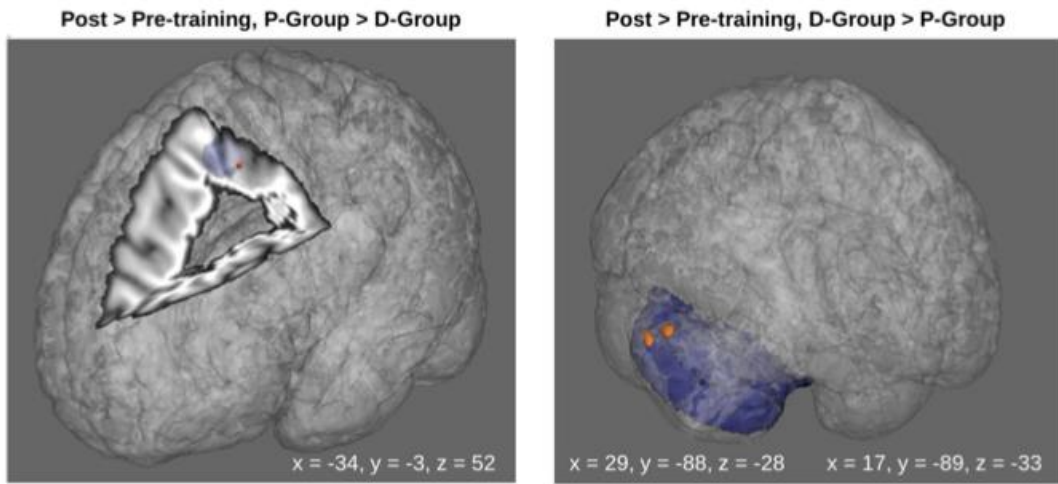 Post > Pre-training, P-Group > D-Group
Post > Pre-training, D-Group > P-Group
x = -34, y = -3, z = 52
x = 29, y = -88, z = -28
x = 17, y = -89, z = -33